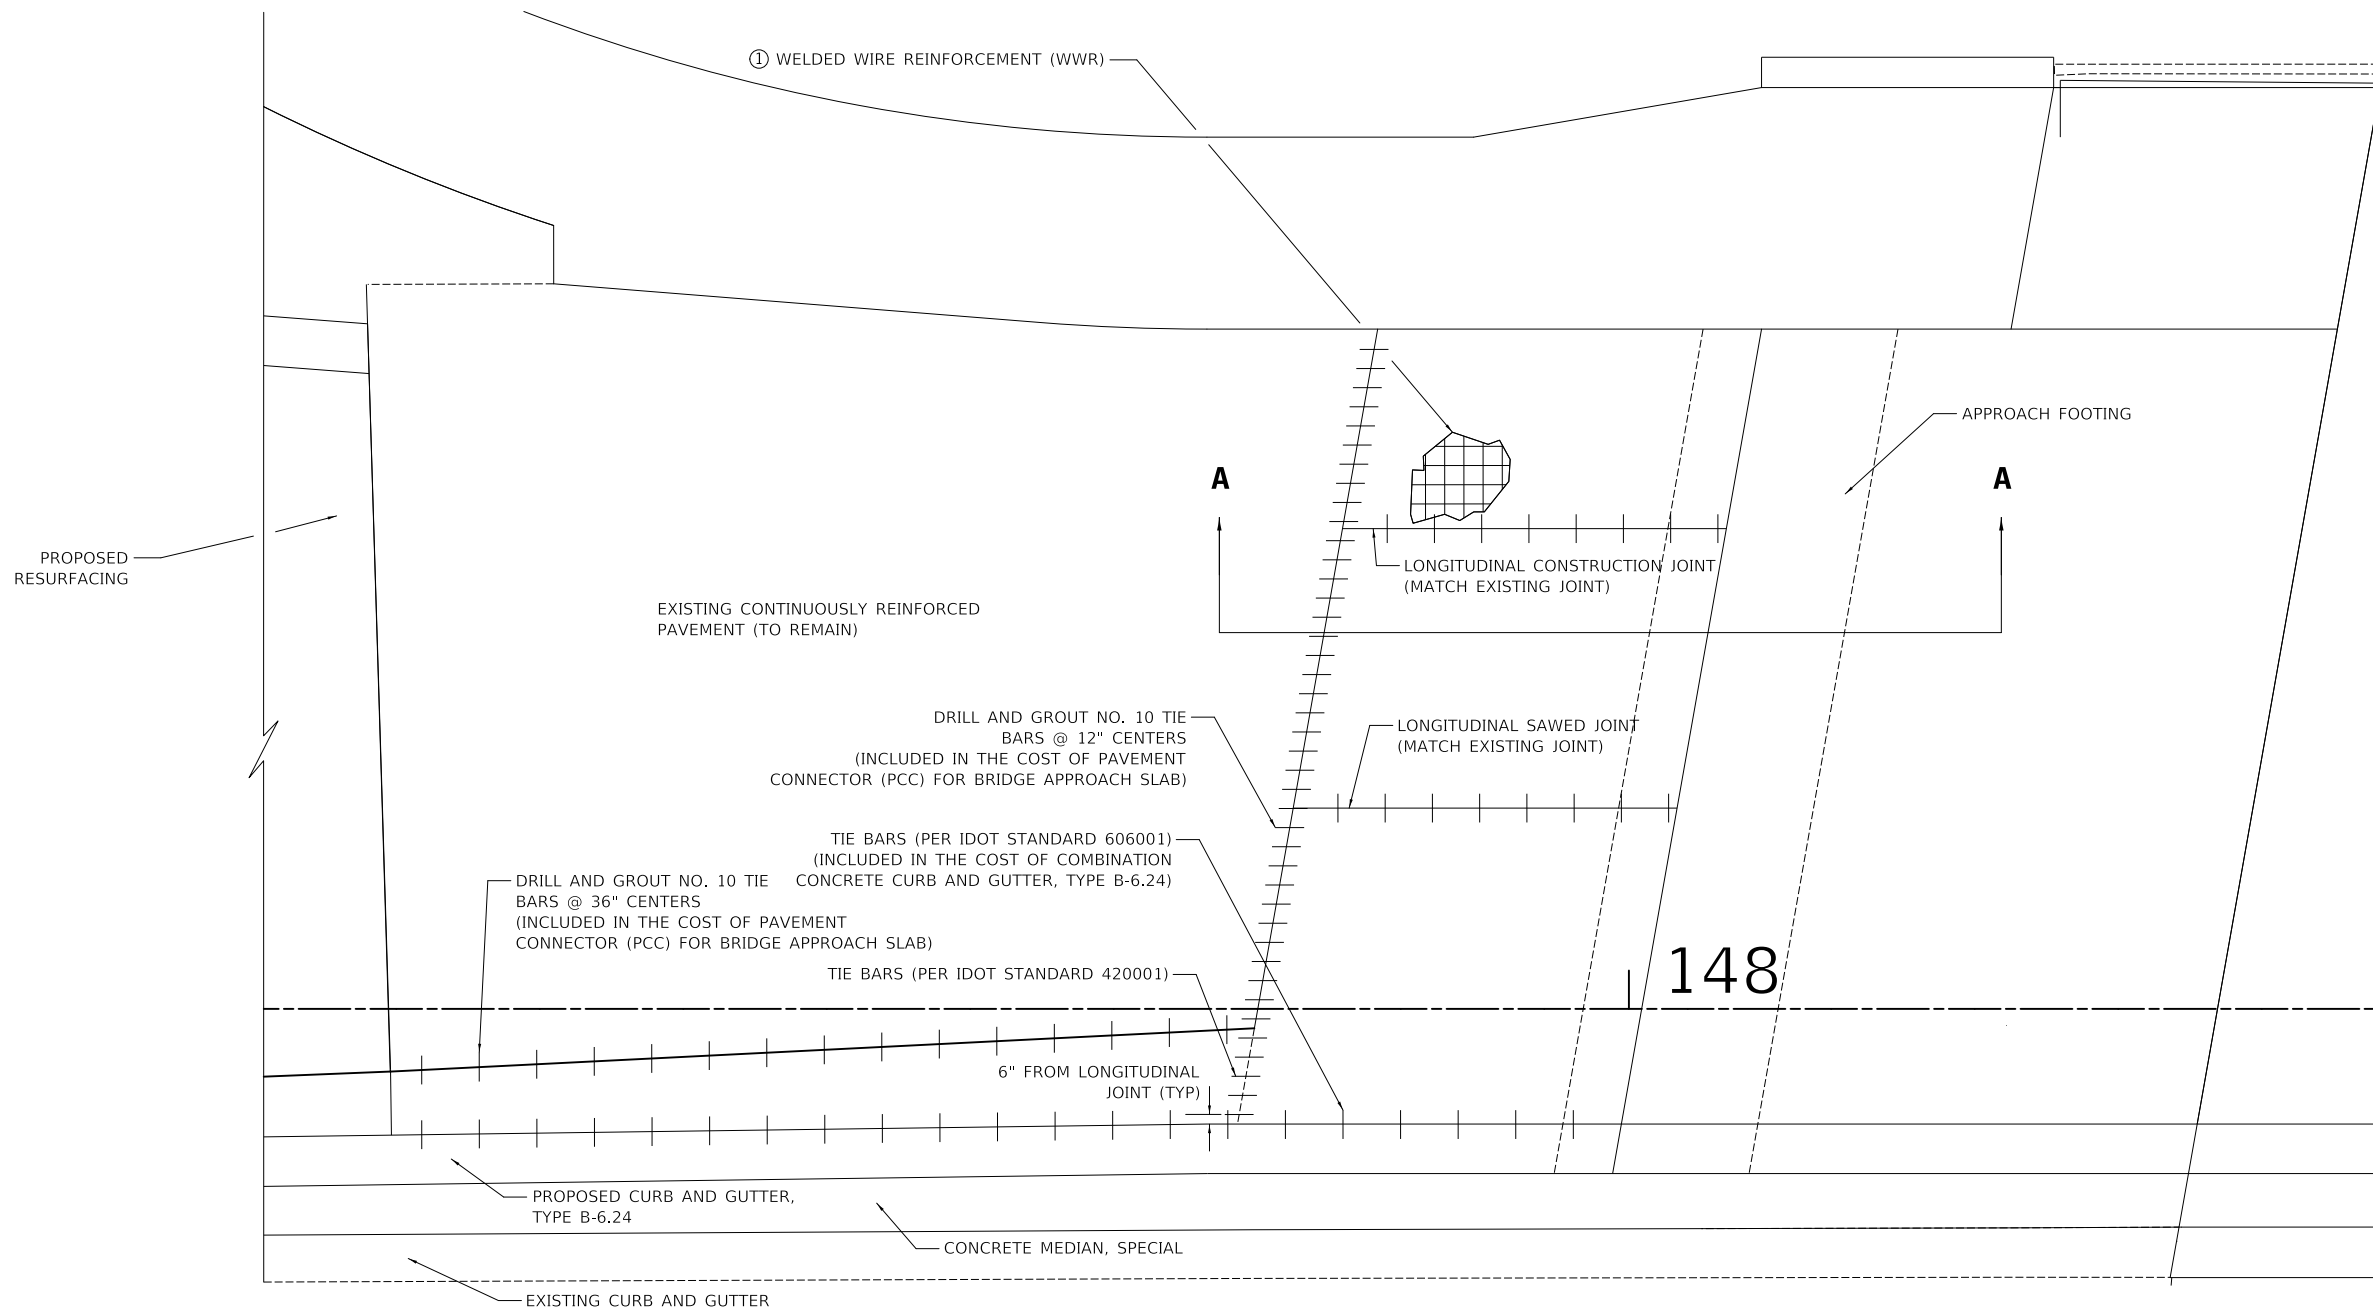 ① WELDED WIRE REINFORCEMENT (WWR)
APPROACH FOOTING
A
A
PROPOSED
RESURFACING
LONGITUDINAL CONSTRUCTION JOINT
(MATCH EXISTING JOINT)
EXISTING CONTINUOUSLY REINFORCED
PAVEMENT (TO REMAIN)
DRILL AND GROUT NO. 10 TIE
BARS @ 12" CENTERS
(INCLUDED IN THE COST OF PAVEMENT
CONNECTOR (PCC) FOR BRIDGE APPROACH SLAB)
LONGITUDINAL SAWED JOINT
(MATCH EXISTING JOINT)
TIE BARS (PER IDOT STANDARD 606001)
(INCLUDED IN THE COST OF COMBINATION
CONCRETE CURB AND GUTTER, TYPE B-6.24)
DRILL AND GROUT NO. 10 TIE
BARS @ 36" CENTERS
(INCLUDED IN THE COST OF PAVEMENT
CONNECTOR (PCC) FOR BRIDGE APPROACH SLAB)
TIE BARS (PER IDOT STANDARD 420001)
148
6" FROM LONGITUDINAL
JOINT (TYP)
PROPOSED CURB AND GUTTER,
TYPE B-6.24
CONCRETE MEDIAN, SPECIAL
EXISTING CURB AND GUTTER